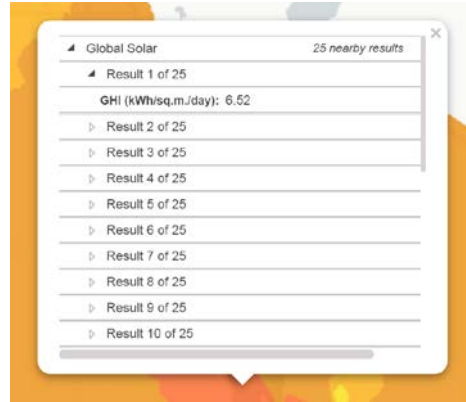 Global Solar 25 nearby results
Result 1 of 25
GHI (kWh/sq.m./day): 6.52
Result 2 of 25
Result 3 of 25
Result 4 of 25
Result 5 of 25
Result 6 of 25
Result 7 of 25
Result 8 of 25
Result 9 of 25
Result 10 of 25